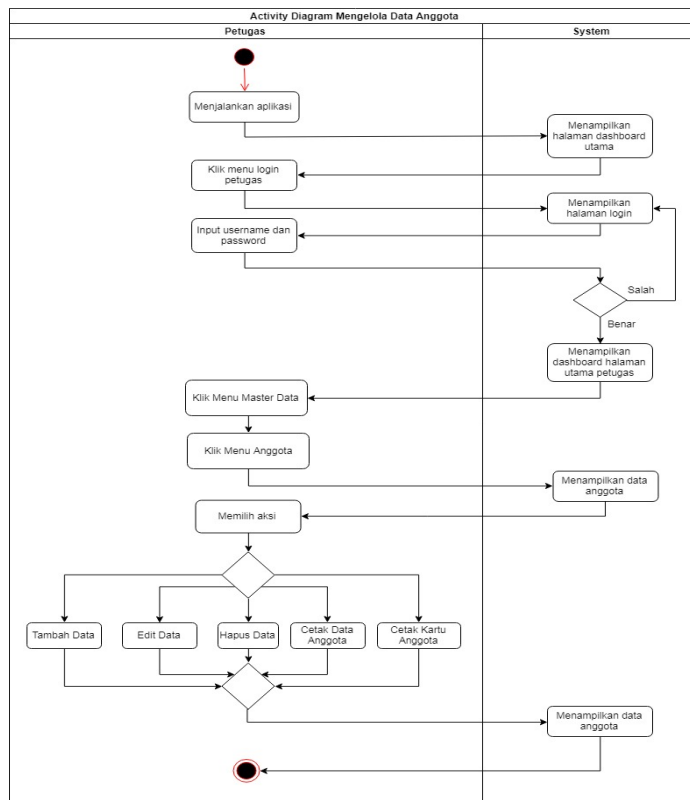 Activity Diagram Mengelola Data Anggota
Petugas
System
Menjalankan aplikasi
Menampilkan
halaman dashboard
utama
Klik menu login
petugas
Menampilkan
halaman login
Input username dan
password
Salah
Benar
Menampilkan
dashboard halaman
utama petugas
Klik Menu Master Data
Klik Menu Anggota
Menampilkan data
anggota
Memilih aksi
Tambah Data
Edit Data
Hapus Data
Cetak Data
Anggota
Cetak Kartu
Anggota
Menampilkan data
anggota